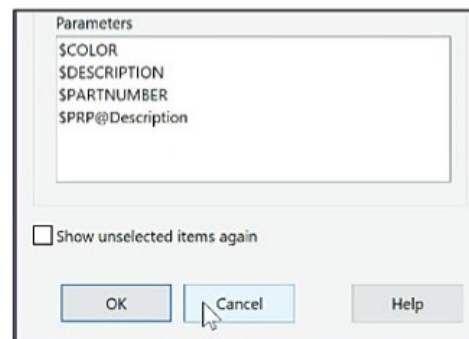 Parameters
$COLOR
$DESCRIPTION
$PARTNUMBER
$PRP@Description
Show unselected items again
OK Cancel Help